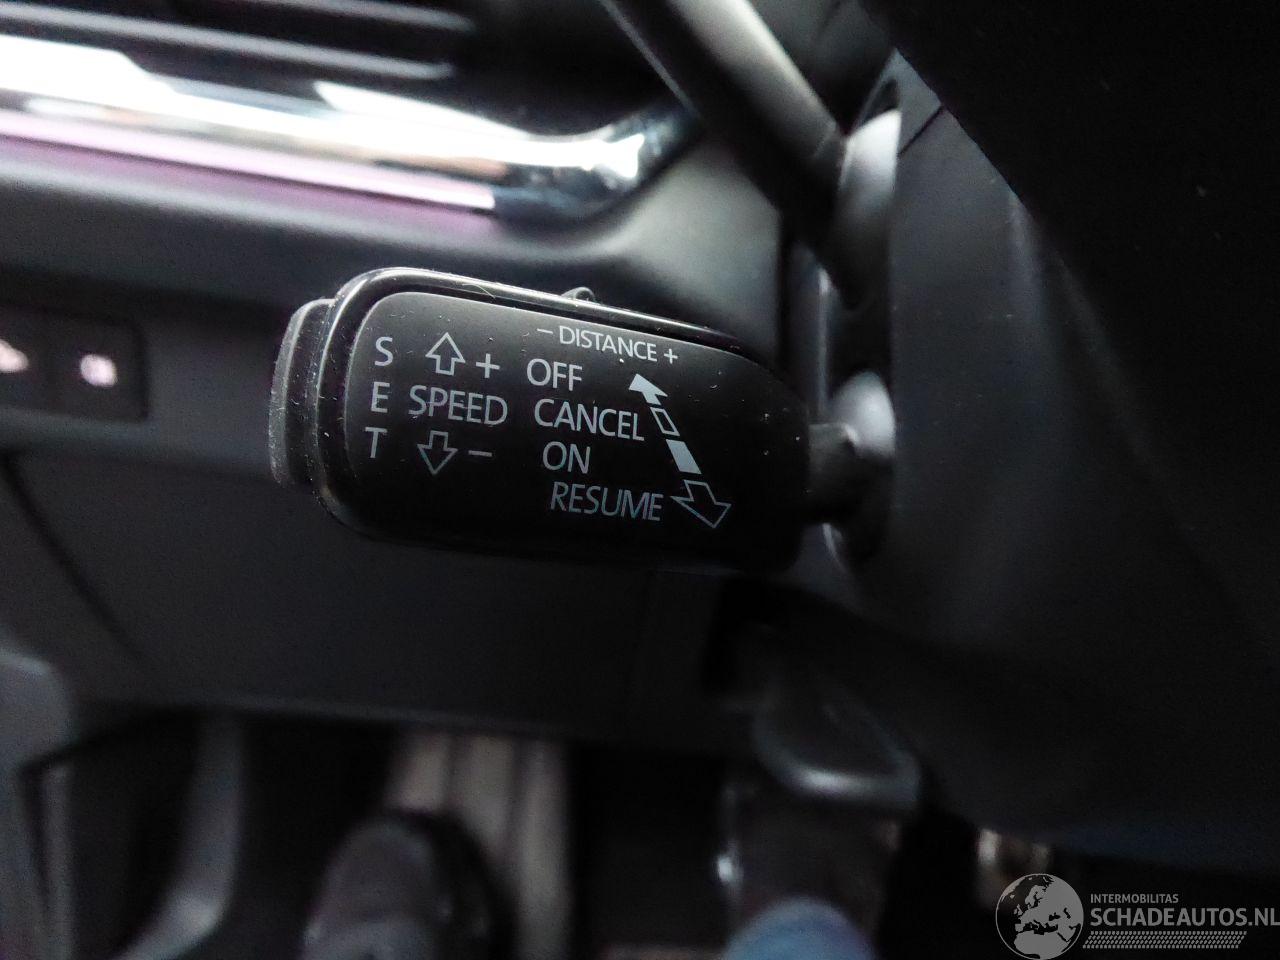 – DISTANCE +
S + OFF
E SPEED CANCEL
T – ON
RESUME
INTERMOBILITAS
SCHADEAUTOS.NL